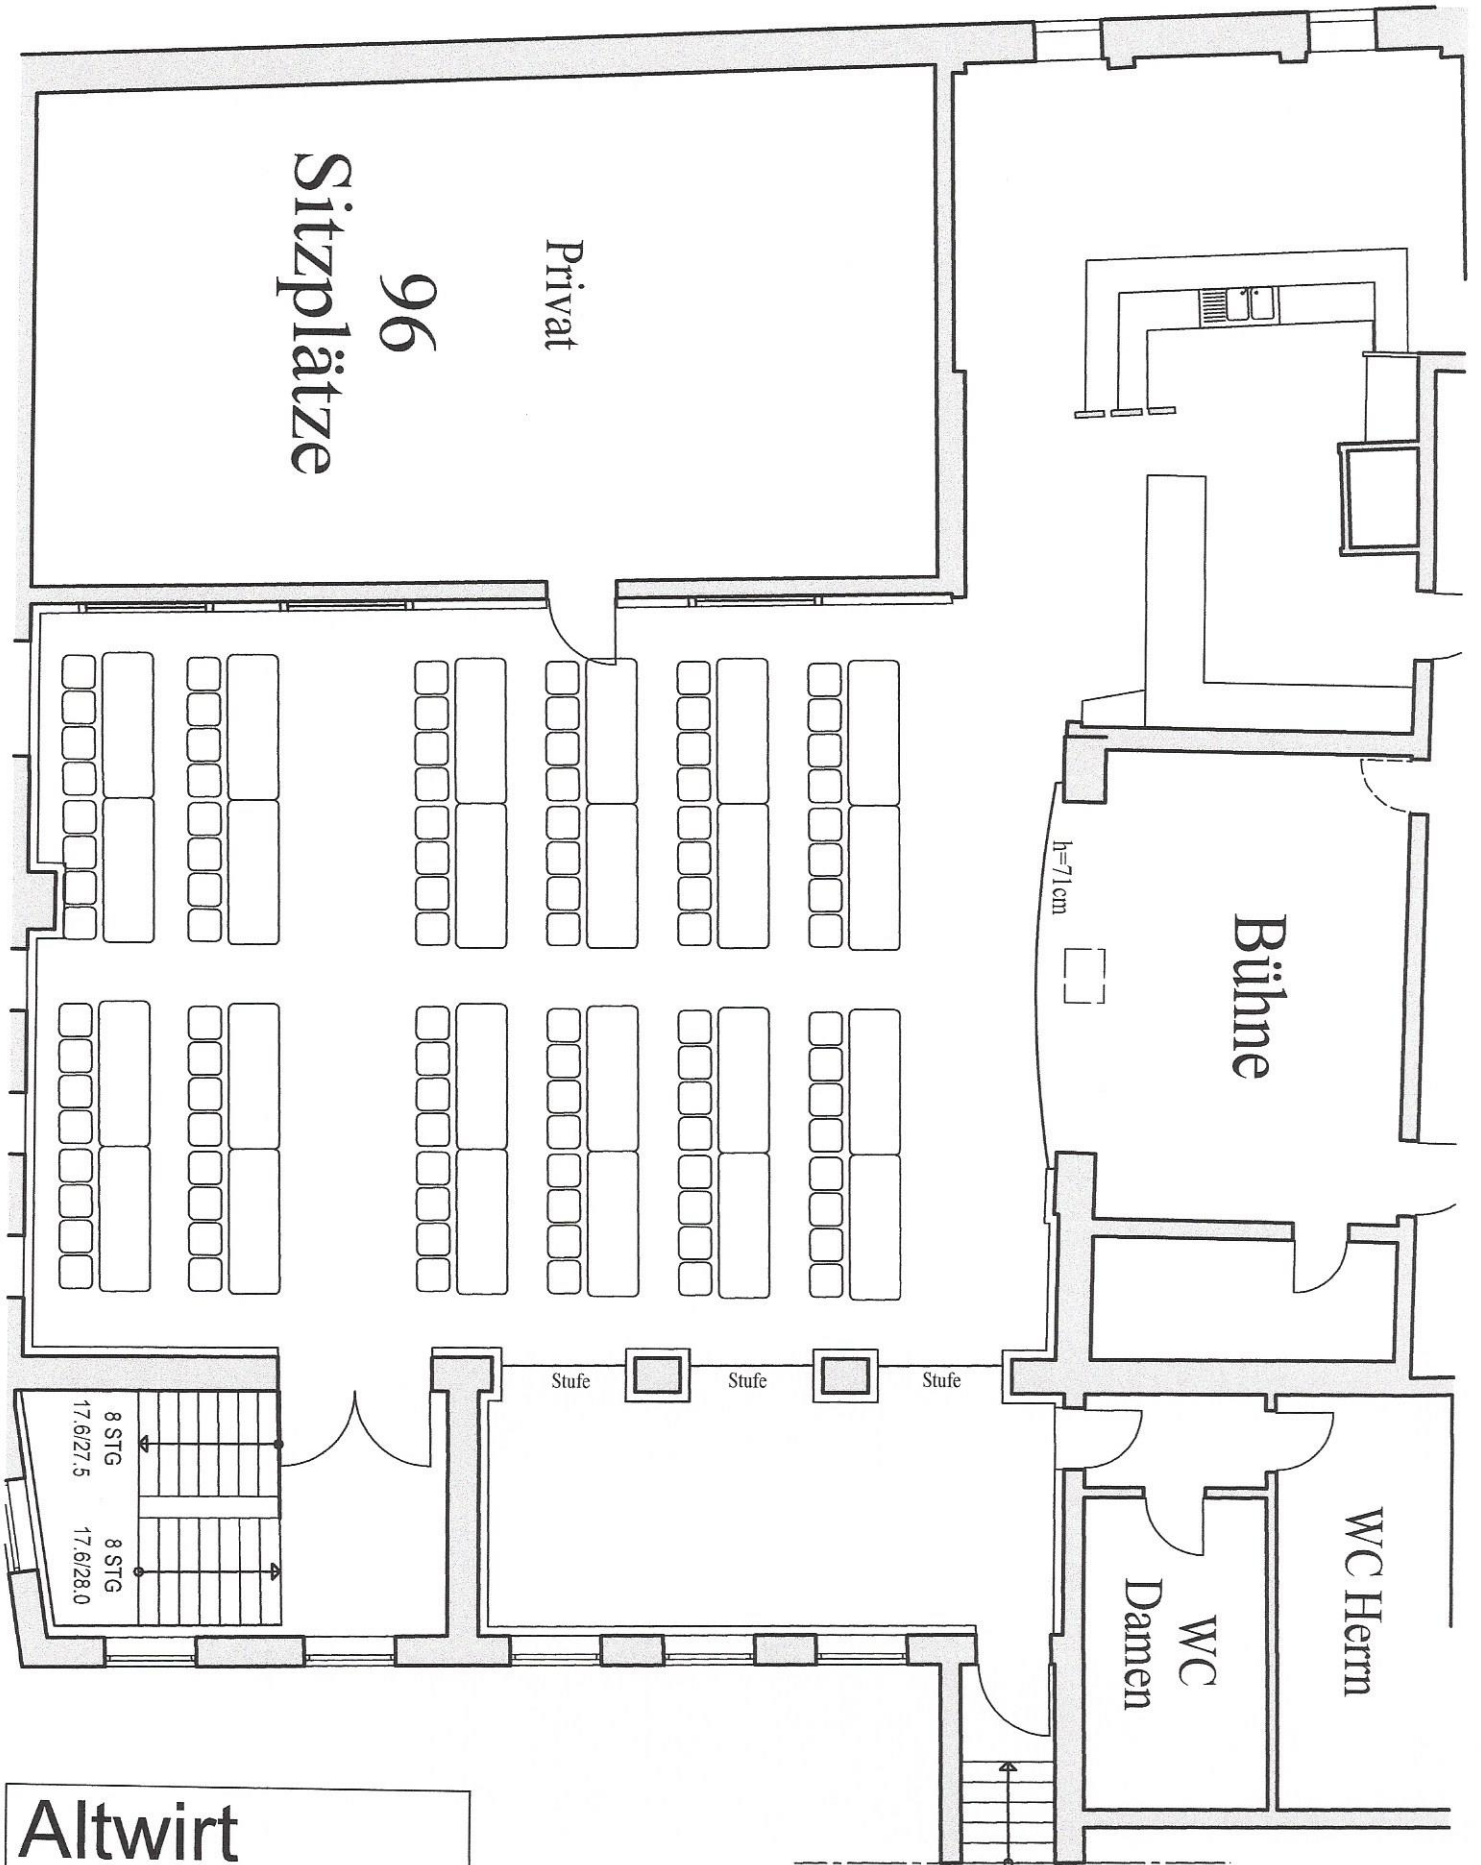 Privat
96
Sitzplätze
h=71cm
Bühne
Stufe
Stufe
Stufe
8 STG
17.6/27.5
8 STG
17.6/28.0
WC Herrn
WC
Damen
Altwirt